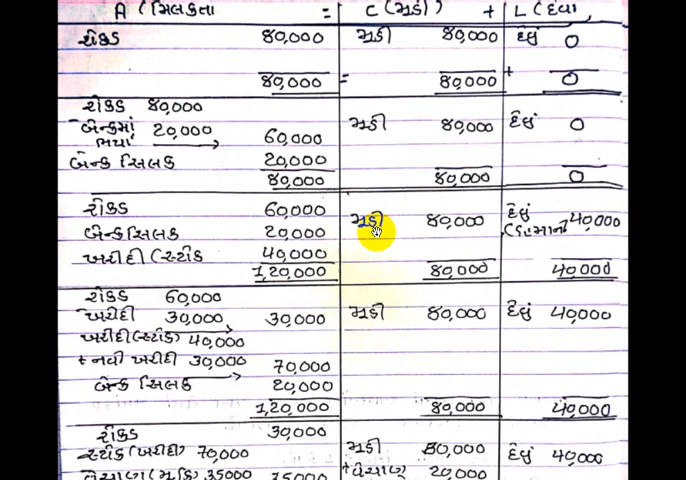 A (મિલકતો = C (મૂડી) + L (દેવા)
રોકડ 80,000 મૂડી 80,000 દેવું 0
80,000 = 80,000 + 0
રોકડ 80,000
- બેન્કમાં 20,000 60,000 મૂડી 80,000 દેવું 0
ભર્યા
બેન્ક સિલક 20,000
80,000 80,000 0
રોકડ 60,000 મૂડી 80,000 દેવું 40,000
બેન્ક સિલક 20,000
ખરીદી (સ્ટોક 40,000
1,20,000 80,000 40,000
રોકડ 60,000
- ખરીદી 30,000 30,000 મૂડી 80,000 દેવું 40,000
ખરીદી (સ્ટોક) 40,000
+ નવી ખરીદી 30,000 70,000
બેન્ક સિલક 20,000
1,20,000 80,000 40,000
રોકડ 30,000
સ્ટોક (ખરીદી) 70,000 મૂડી 80,000 દેવું 40,000
વેચાણ (મૂ.કિ) 35000 35000 + વેચાણ 20,000